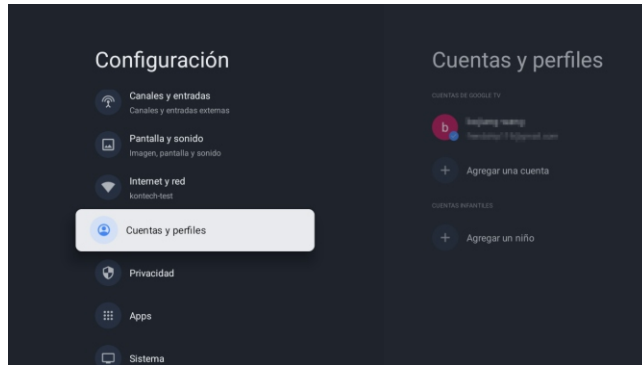 Configuración
Canales y entradas
Canales y entradas externas
Pantalla y sonido
Imagen, pantalla y sonido
Internet y red
kontech-test
Cuentas y perfiles
Privacidad
Apps
Sistema
Cuentas y perfiles
CUENTAS DE GOOGLE TV
b
Agregar una cuenta
CUENTAS INFANTILES
Agregar un niño